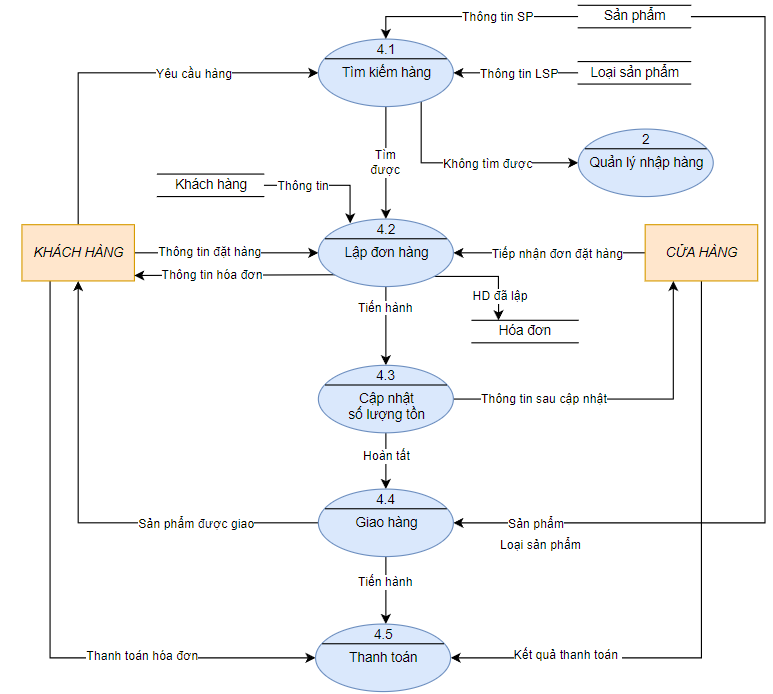 Thông tin SP
Sản phẩm
4.1
Tìm kiếm hàng
Yêu cầu hàng
Thông tin LSP
Loại sản phẩm
2
Quản lý nhập hàng
Tìm
được
Không tìm được
Khách hàng
Thông tin
4.2
Lập đơn hàng
KHÁCH HÀNG
Thông tin đặt hàng
Tiếp nhận đơn đặt hàng
CỬA HÀNG
Thông tin hóa đơn
HD đã lập
Tiến hành
Hóa đơn
4.3
Cập nhật
số lượng tồn
Thông tin sau cập nhật
Hoàn tất
4.4
Giao hàng
Sản phẩm được giao
Sản phẩm
Loại sản phẩm
Tiến hành
4.5
Thanh toán
Thanh toán hóa đơn
Kết quả thanh toán